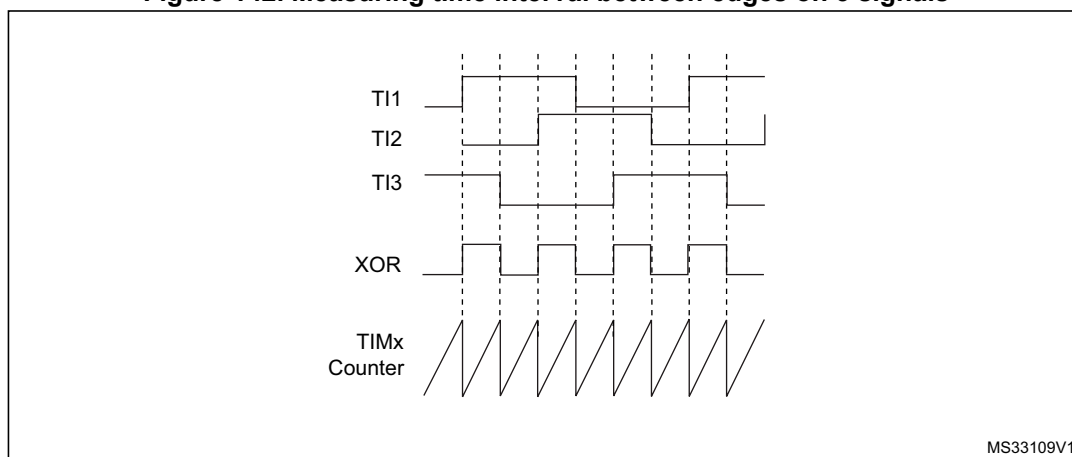 Figure 142. Measuring time interval between edges on 3 signals
TI1
TI2
TI3
XOR
TIMx
Counter
MS33109V1